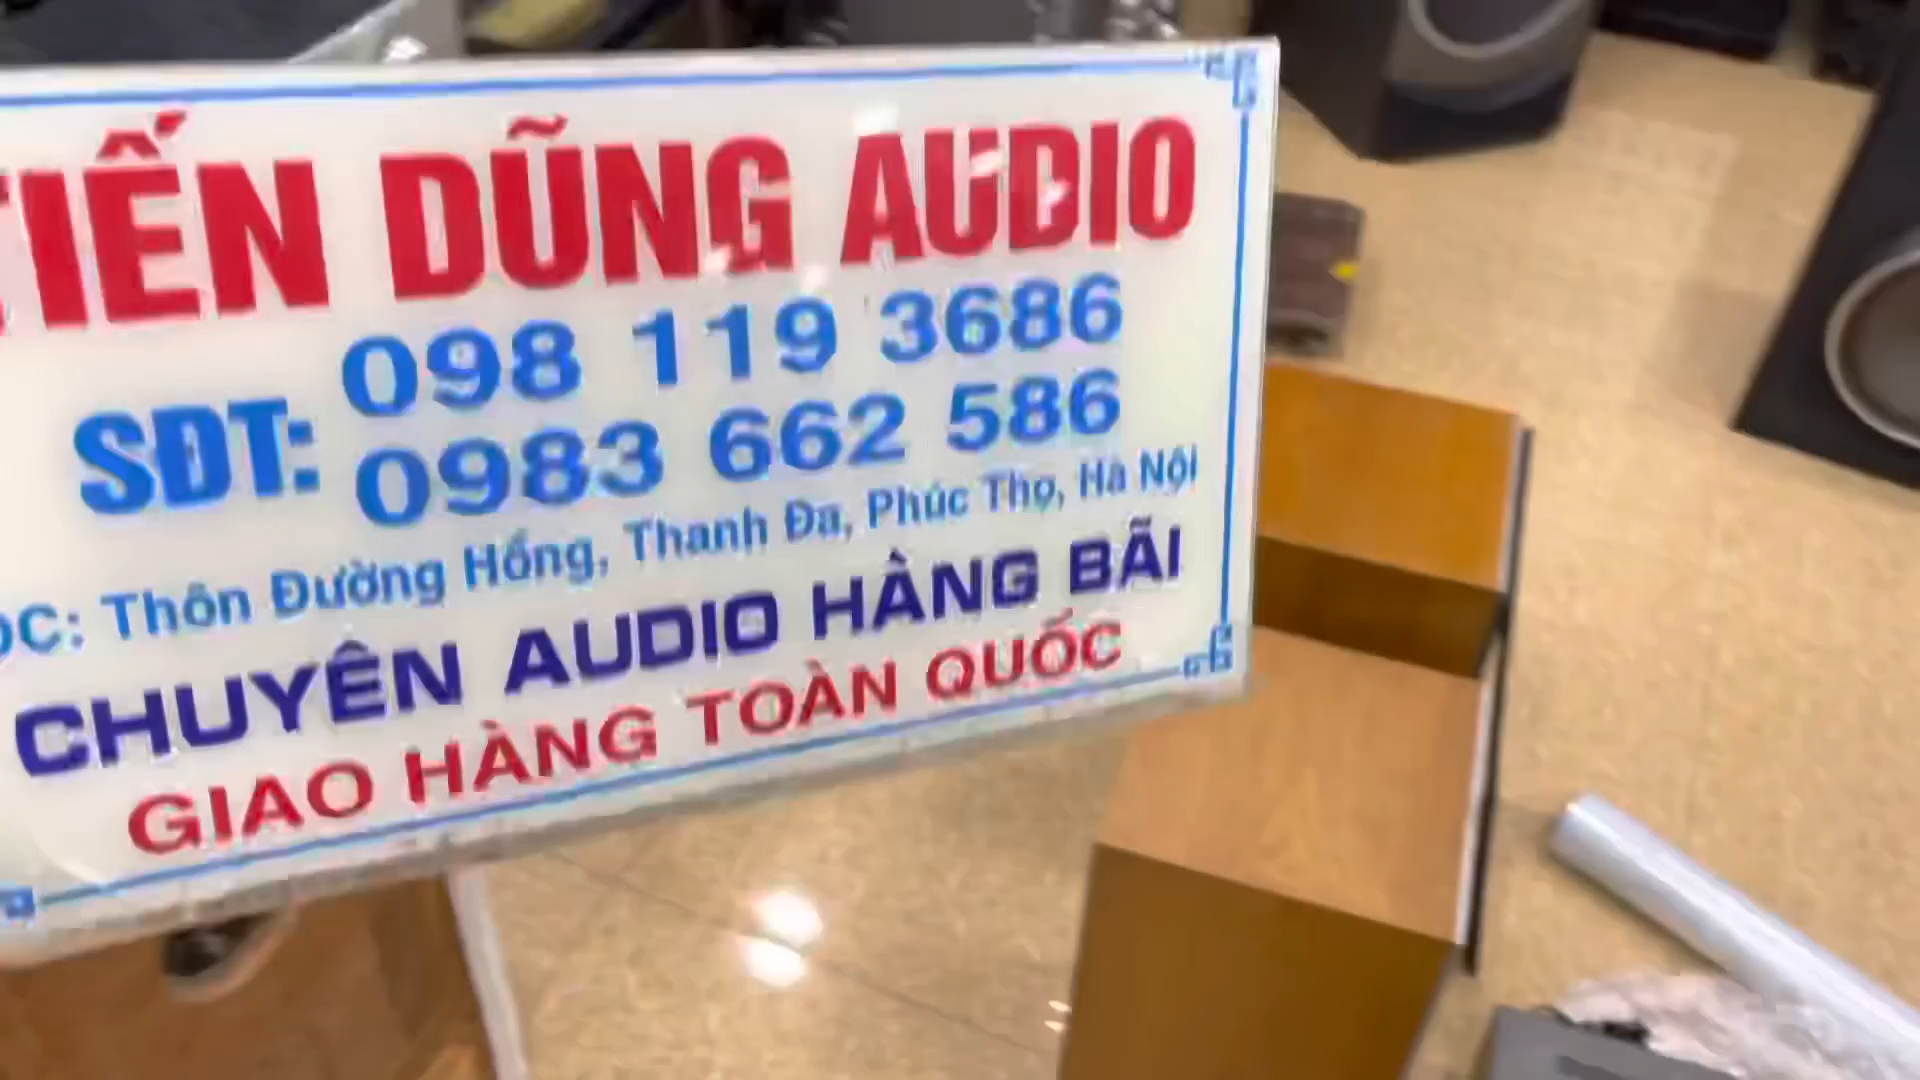 TIẾN DŨNG AUDIO
SĐT: 098 119 3686
0983 662 586
ĐC: Thôn Đường Hồng, Thanh Đa, Phúc Thọ, Hà Nội
CHUYÊN AUDIO HÀNG BÃI
GIAO HÀNG TOÀN QUỐC